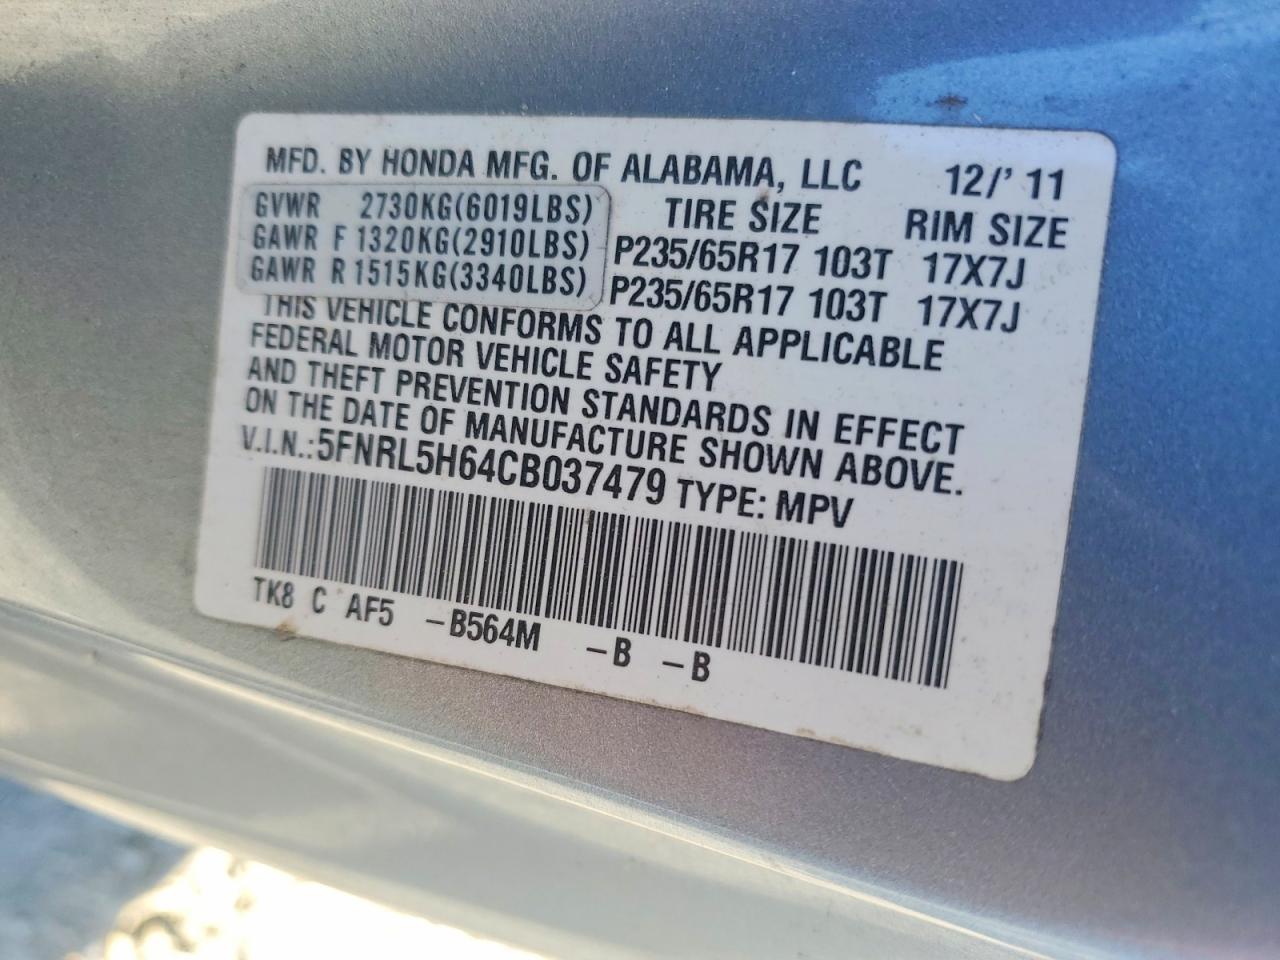 MFD. BY HONDA MFG. OF ALABAMA, LLC 12/' 11
GVWR 2730KG(6019LBS) TIRE SIZE RIM SIZE
GAWR F 1320KG(2910LBS) P235/65R17 103T 17X7J
GAWR R 1515KG(3340LBS) P235/65R17 103T 17X7J
THIS VEHICLE CONFORMS TO ALL APPLICABLE
FEDERAL MOTOR VEHICLE SAFETY
AND THEFT PREVENTION STANDARDS IN EFFECT
ON THE DATE OF MANUFACTURE SHOWN ABOVE.
V.I.N.:5FNRL5H64CB037479 TYPE: MPV
TK8 C AF5 -B564M -B -B